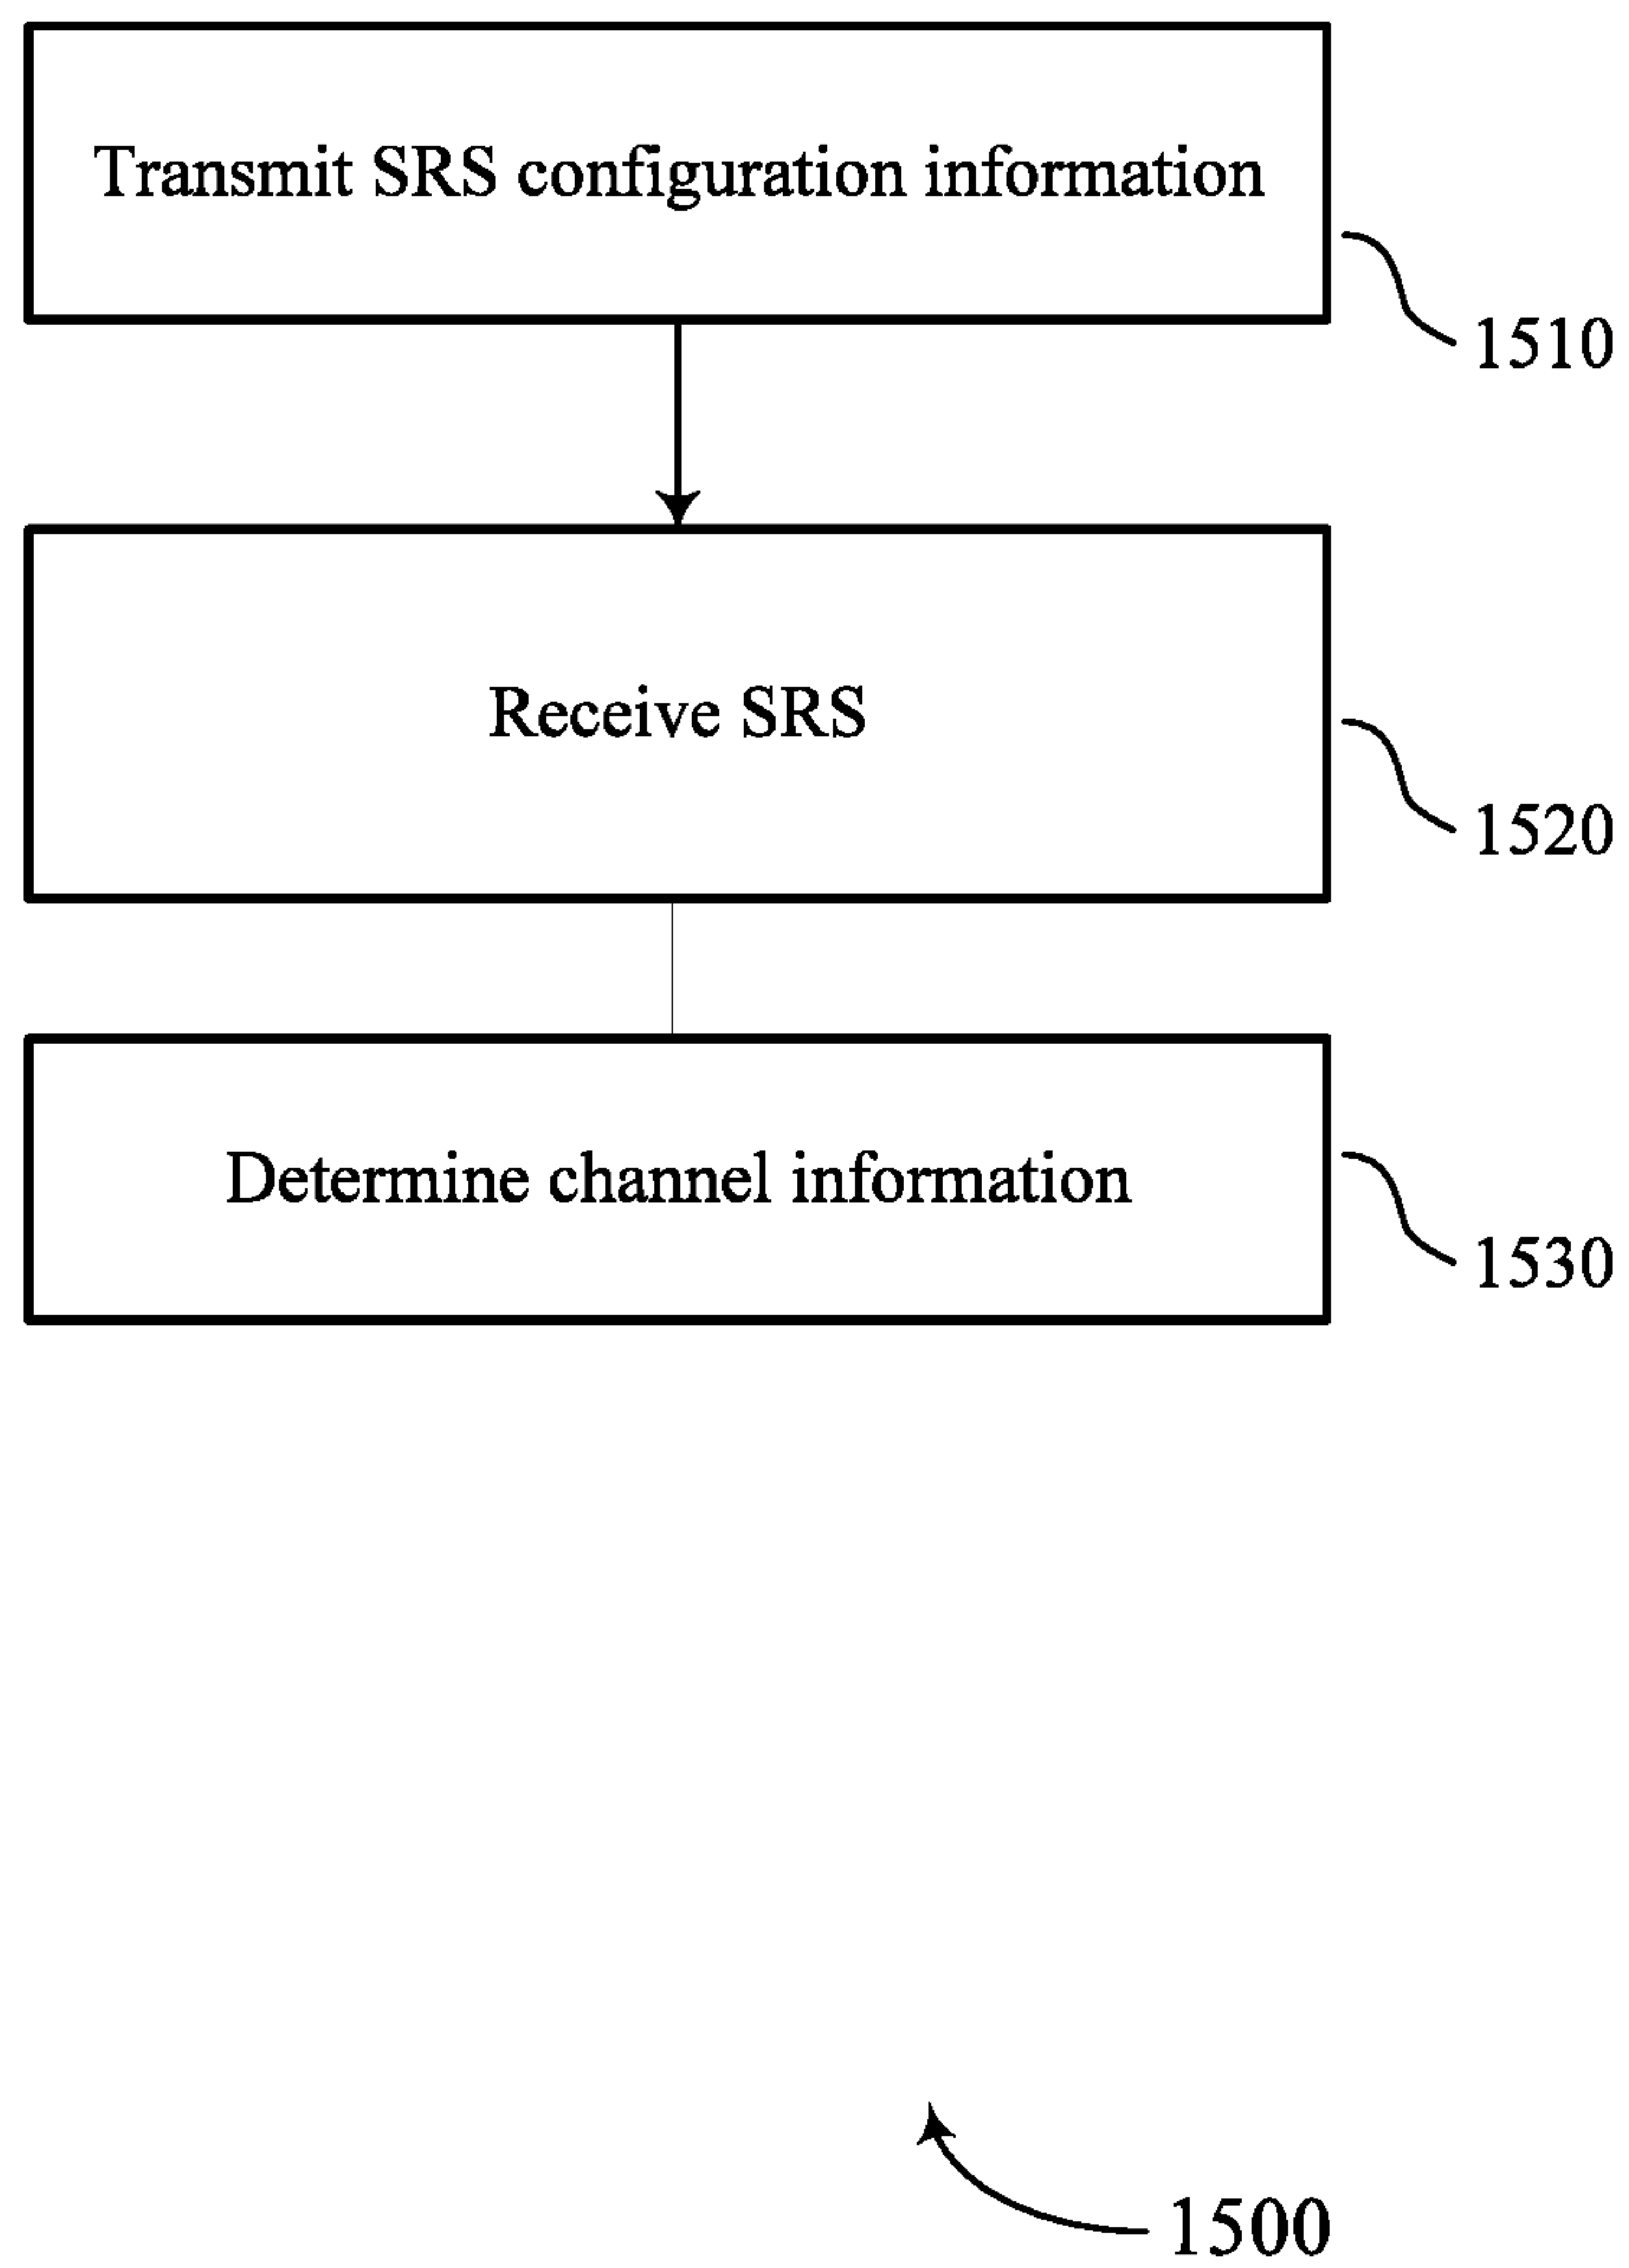 Transmit SRS configuration information
1510
Receive SRS
1520
Determine channel information
1530
1500